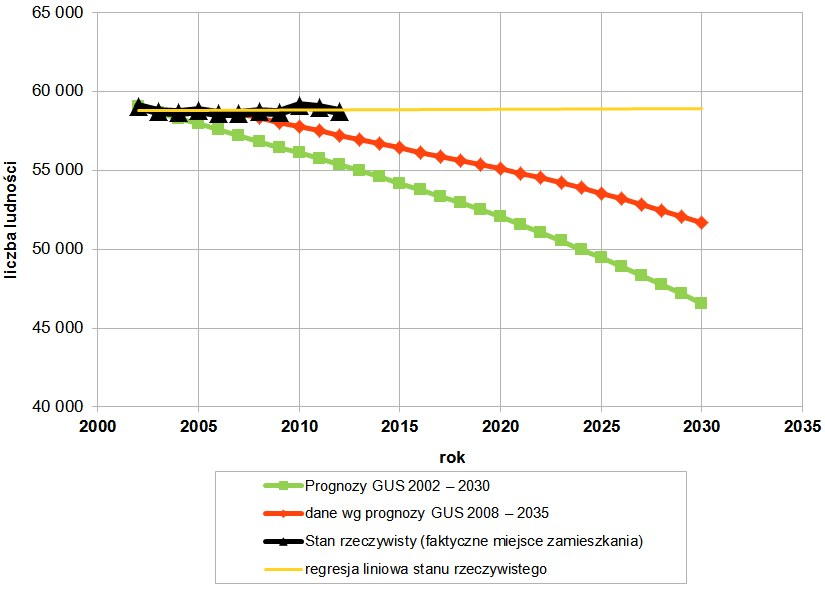 65 000
60 000
55 000
50 000
45 000
40 000
liczba ludności
2000 2005 2010 2015 2020 2025 2030 2035
rok
Prognozy GUS 2002 – 2030
dane wg prognozy GUS 2008 – 2035
Stan rzeczywisty (faktyczne miejsce zamieszkania)
regresja liniowa stanu rzeczywistego